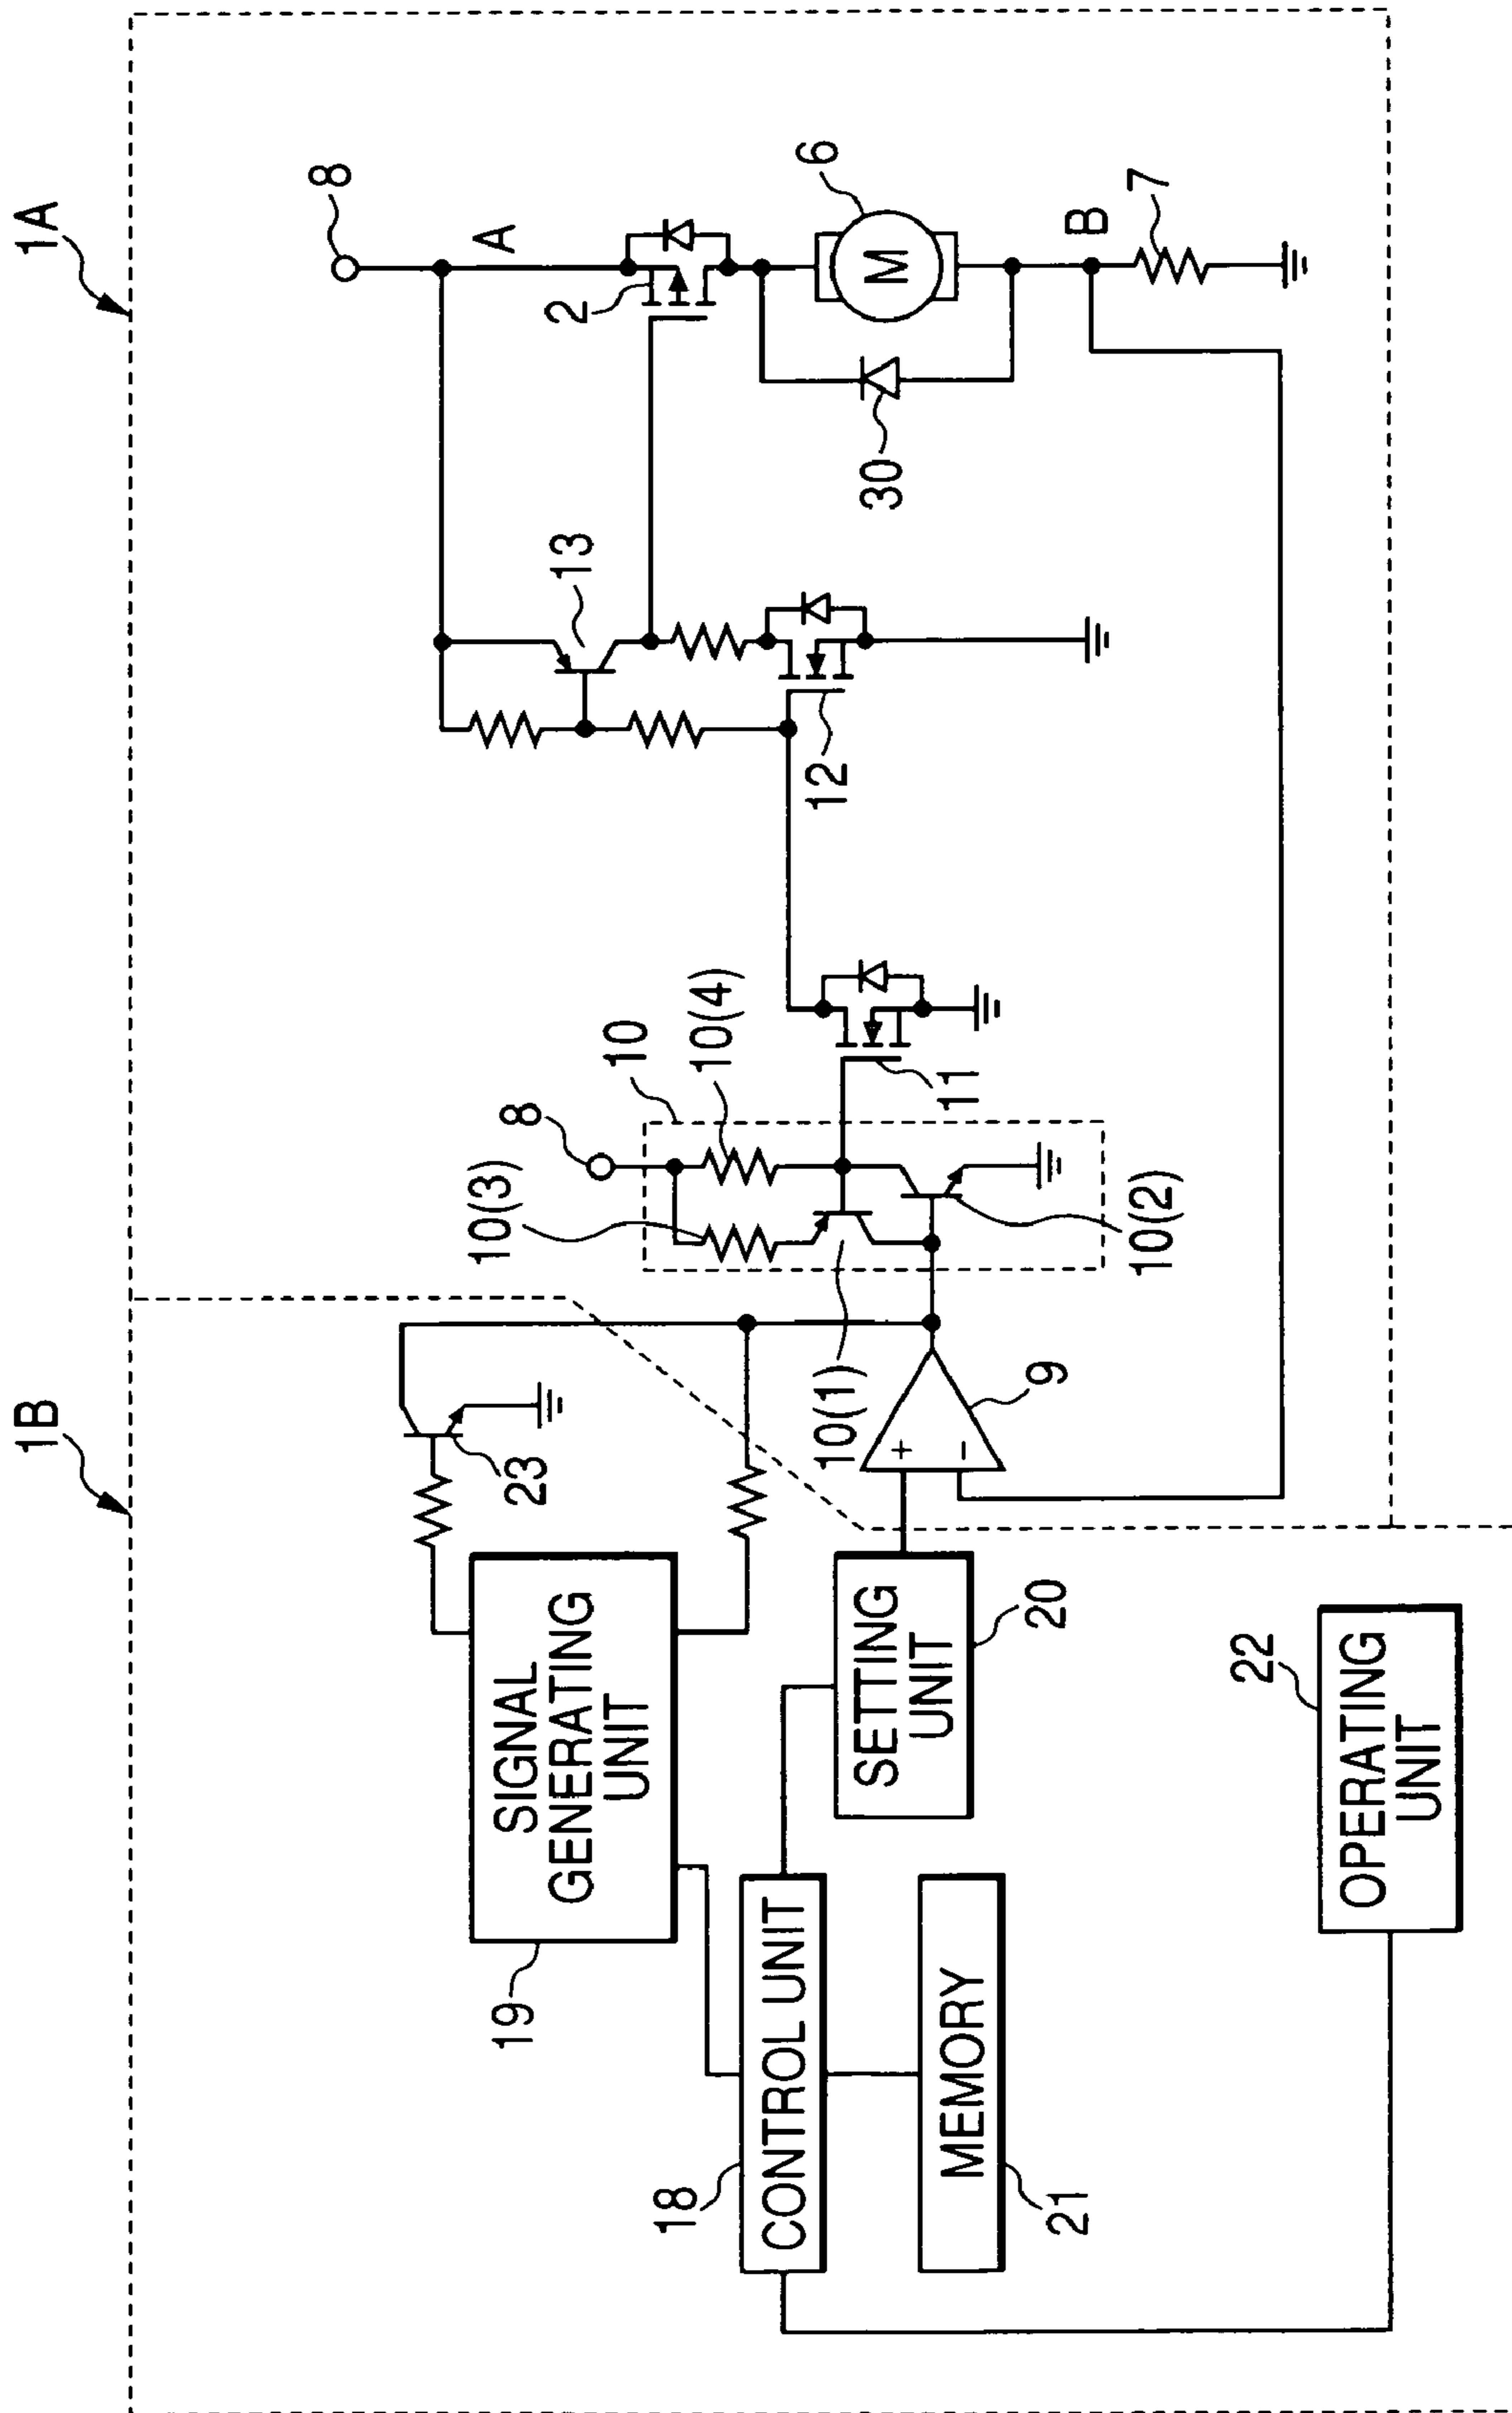 1B
1A
8
A
6
2
M
B
7
30
13
12
8
10
10(4)
10(3)
11
10(2)
10(1)
+
-
9
23
SIGNAL
GENERATING
UNIT
19
SETTING
UNIT
20
CONTROL UNIT
18
MEMORY
21
OPERATING
UNIT
22